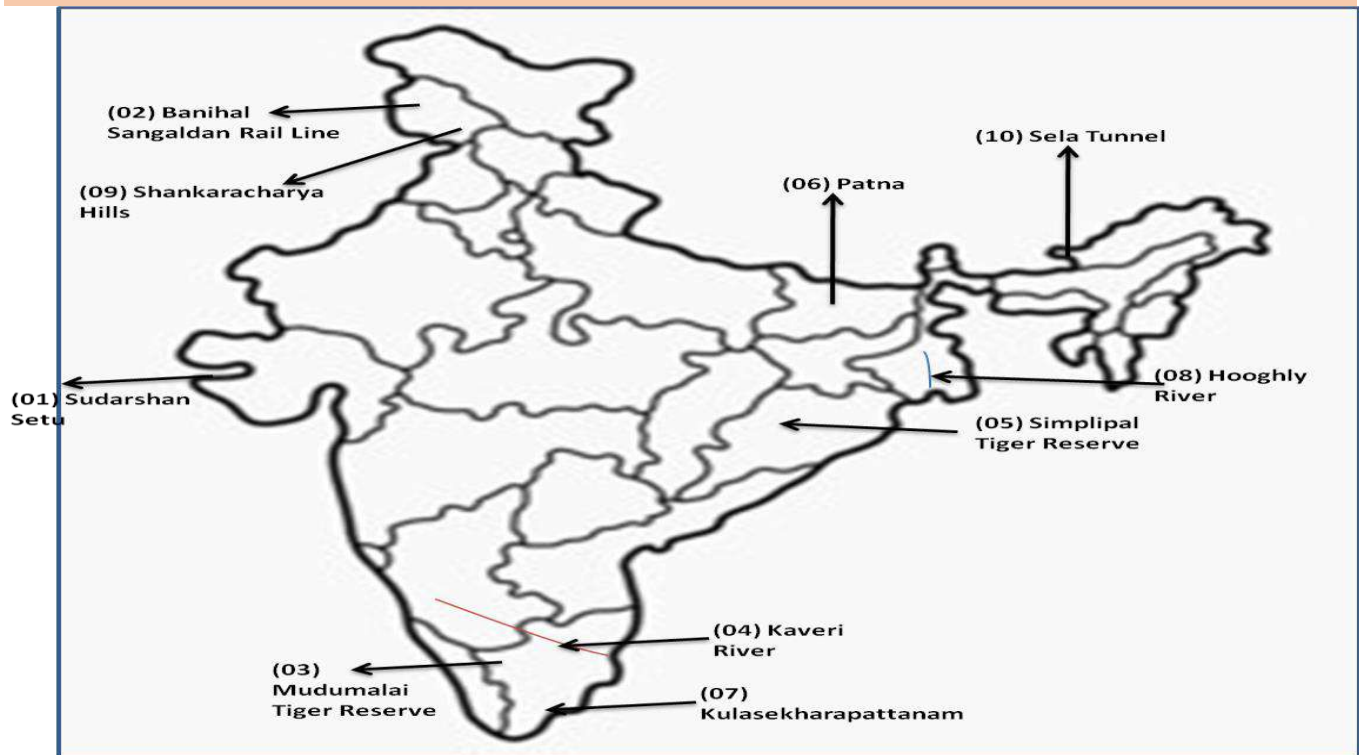 (02) Banihal
Sangaldan Rail Line
(10) Sela Tunnel
(06) Patna
(09) Shankaracharya
Hills
(01) Sudarshan
Setu
(08) Hooghly
River
(05) Simplipal
Tiger Reserve
(04) Kaveri
River
(03)
Mudumalai
Tiger Reserve
(07)
Kulasekharapattanam